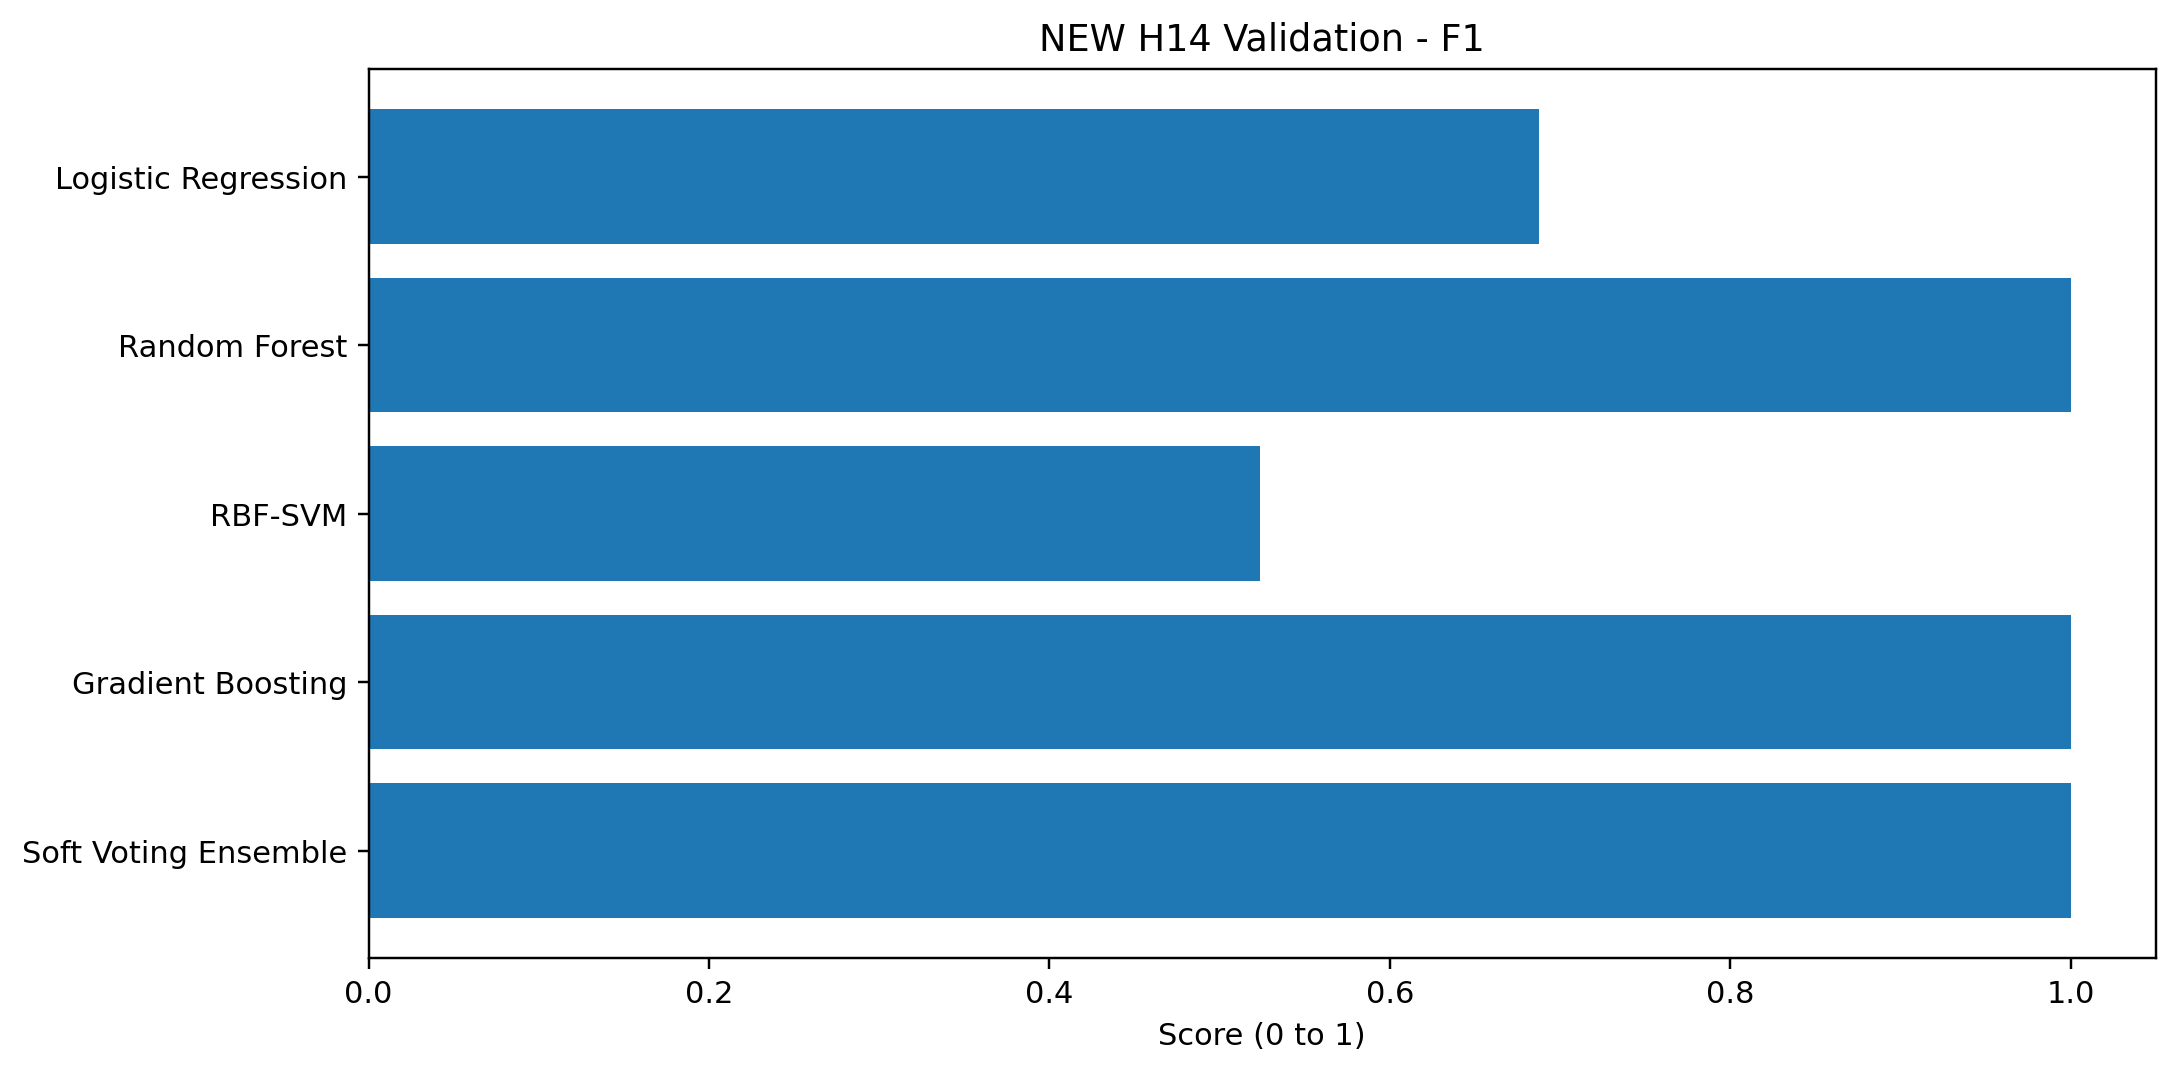 NEW H14 Validation - F1
Logistic Regression
Random Forest
RBF-SVM
Gradient Boosting
Soft Voting Ensemble
0.0 0.2 0.4 0.6 0.8 1.0
Score (0 to 1)